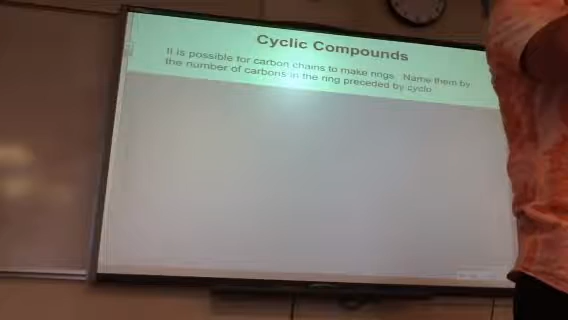 Cyclic Compounds
It is possible for carbon chains to make rings. Name them by
the number of carbons in the ring preceded by cyclo